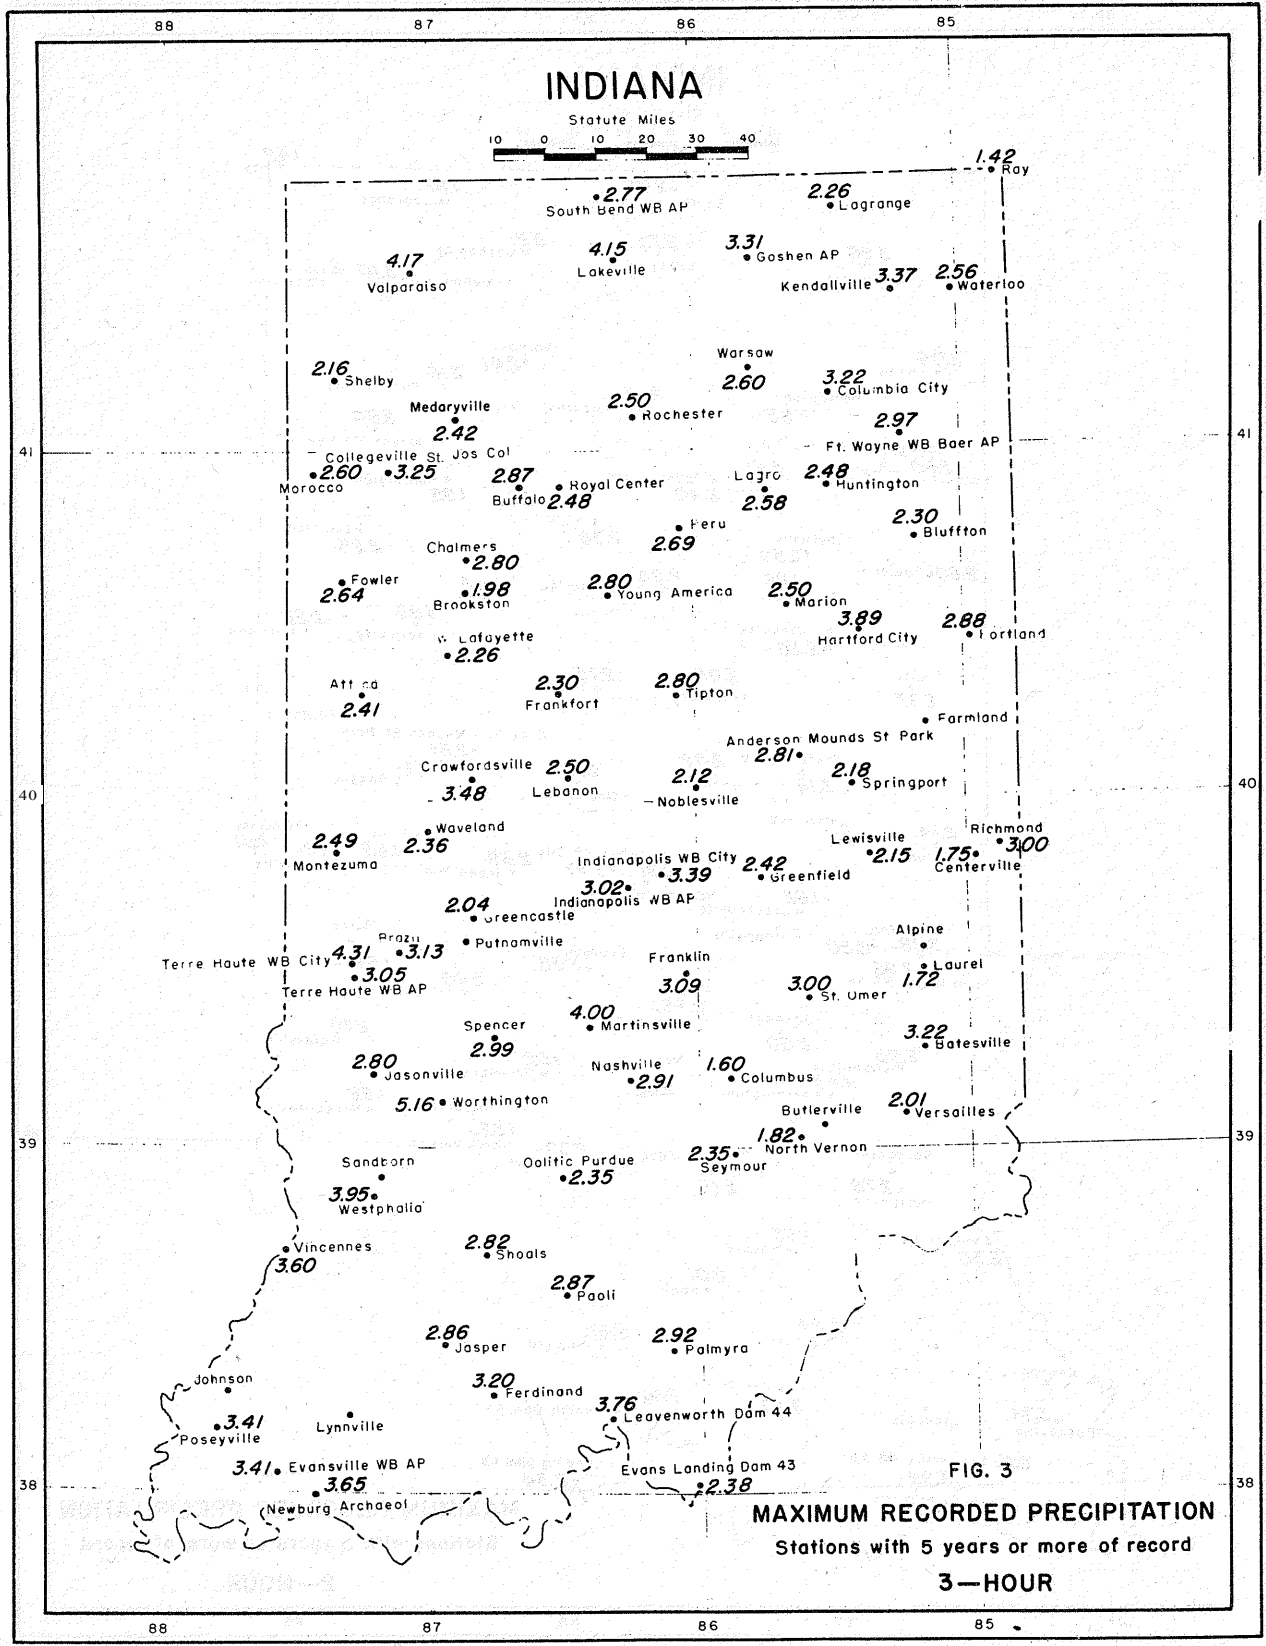 88 87 86 85
INDIANA
Statute Miles
10 0 10 20 30 40
1.42
Ray
2.77
South Bend WB AP
2.26
Lagrange
4.17
Valparaiso
4.15
Lakeville
3.31
Goshen AP
Kendallville 3.37
2.56
Waterloo
Warsaw
2.60
2.16
Shelby
3.22
Columbia City
Medaryville
2.42
2.50
Rochester
2.97
Ft. Wayne WB Baer AP
41 41
Collegeville St. Jos Col
3.25
2.60
Morocco
2.87
Buffalo
Royal Center
2.48
Lagro
2.58
2.48
Huntington
Peru
2.69
2.30
Bluffton
Chalmers
2.80
Fowler
2.64
1.98
Brookston
2.80
Young America
2.50
Marion
3.89
Hartford City
2.88
Portland
W Lafayette
2.26
Attica
2.41
2.30
Frankfort
2.80
Tipton
Farmland
Anderson Mounds St Park
2.81
Crawfordsville
3.48
2.50
Lebanon
2.12
Noblesville
2.18
Springport
40 40
Waveland
2.36
2.49
Montezuma
Lewisville
2.15
Richmond
3.00
1.75
Centerville
Indianapolis WB City
3.39
2.42
Greenfield
3.02
Indianapolis WB AP
2.04
Greencastle
Putnamville
Brazil
3.13
Terre Haute WB City 4.31
3.05
Terre Haute WB AP
Franklin
3.09
Alpine
Laurel
1.72
3.00
St. Omer
4.00
Martinsville
Spencer
2.99
3.22
Batesville
2.80
Jasonville
Nashville
2.91
1.60
Columbus
5.16 Worthington
Butlerville
2.01
Versailles
1.82
North Vernon
39 39
2.35
Seymour
Sandborn
Oolitic Purdue
2.35
3.95
Westphalia
Vincennes
3.60
2.82
Shoals
2.87
Paoli
2.86
Jasper
2.92
Palmyra
Johnson
3.20
Ferdinand
3.76
Leavenworth Dam 44
3.41
Poseyville
Lynnville
3.41 Evansville WB AP
Evans Landing Dam 43
2.38
38 38
3.65
Newburg Archaeol
FIG. 3
MAXIMUM RECORDED PRECIPITATION
Stations with 5 years or more of record
3-HOUR
88 87 86 85